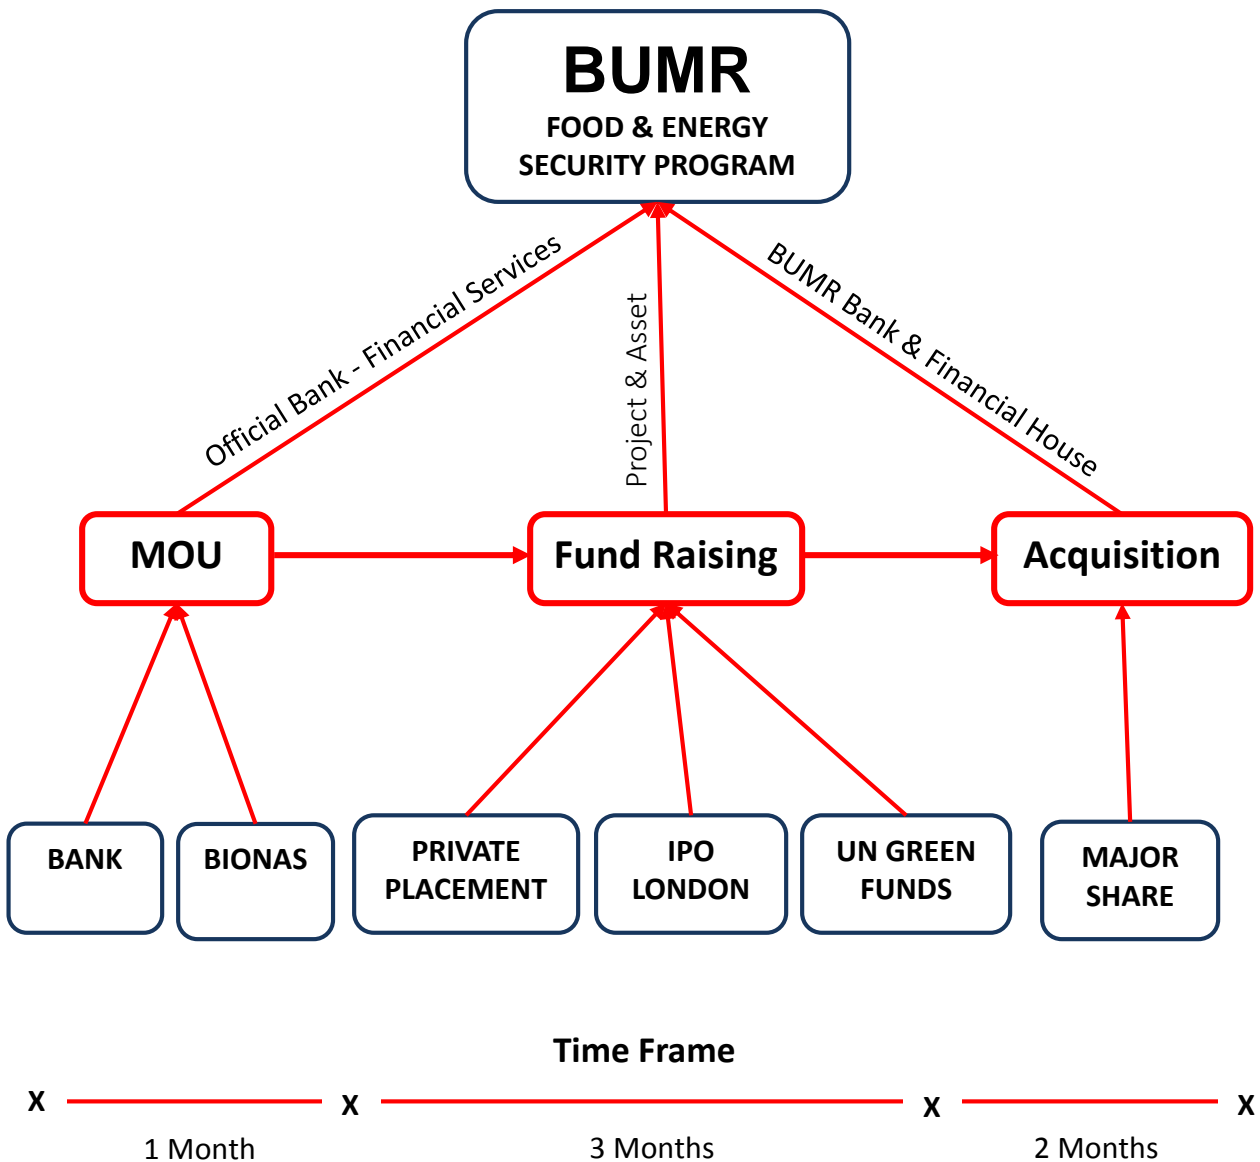 BUMR
FOOD & ENERGY
SECURITY PROGRAM
Official Bank - Financial Services
Project & Asset
BUMR Bank & Financial House
MOU
Fund Raising
Acquisition
BANK
BIONAS
PRIVATE
PLACEMENT
IPO
LONDON
UN GREEN
FUNDS
MAJOR
SHARE
Time Frame
X
X
X
X
1 Month
3 Months
2 Months